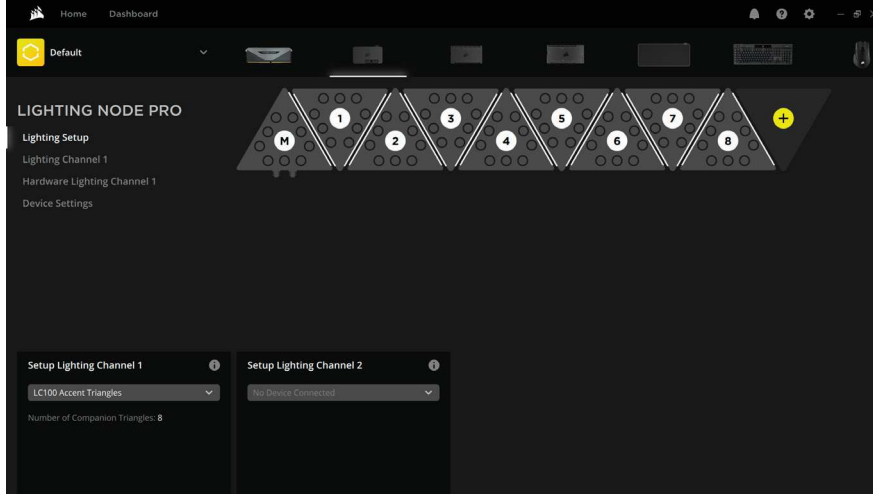 Home Dashboard
Default
LIGHTING NODE PRO
Lighting Setup
Lighting Channel 1
Hardware Lighting Channel 1
Device Settings
1 3 5 7 +
M 2 4 6 8
Setup Lighting Channel 1
LC100 Accent Triangles
Number of Companion Triangles: 8
Setup Lighting Channel 2
No Device Connected